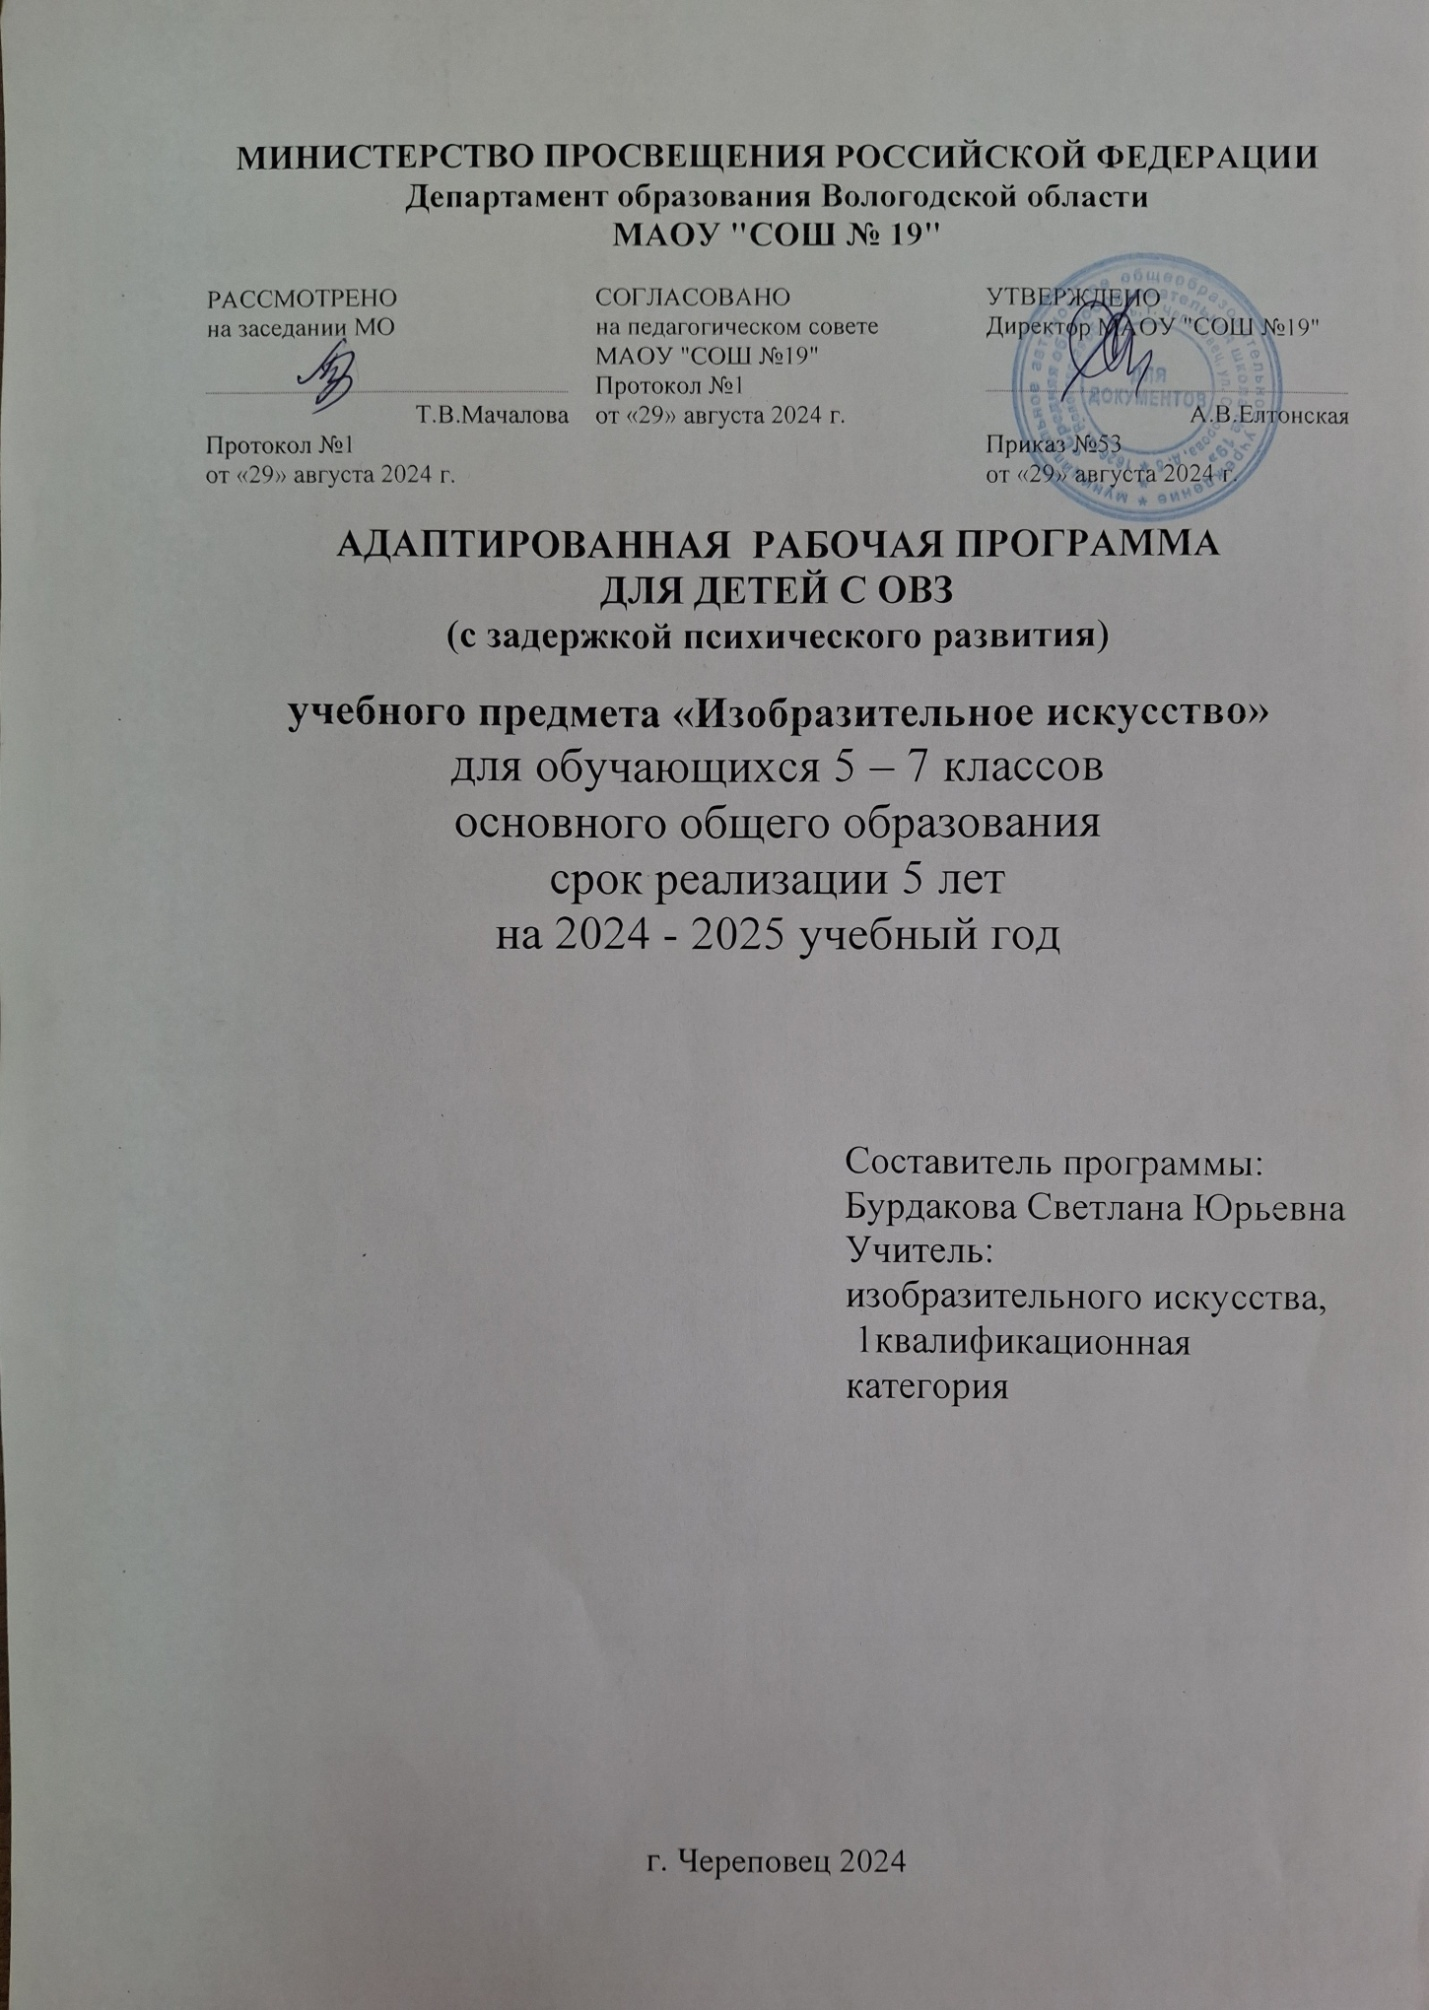 МИНИСТЕРСТВО ПРОСВЕЩЕНИЯ РОССИЙСКОЙ ФЕДЕРАЦИИ
Департамент образования Вологодской области
МАОУ "СОШ № 19"
РАССМОТРЕНО
на заседании МО
Т.В.Мачалова
Протокол №1
от «29» августа 2024 г.
СОГЛАСОВАНО
на педагогическом совете
МАОУ "СОШ №19"
Протокол №1
от «29» августа 2024 г.
УТВЕРЖДЕНО
Директор МАОУ "СОШ №19"
А.В.Елтонская
Приказ №53
от «29» августа 2024 г.
ДЛЯ
ДОКУМЕНТОВ
АДАПТИРОВАННАЯ РАБОЧАЯ ПРОГРАММА
ДЛЯ ДЕТЕЙ С ОВЗ
(с задержкой психического развития)
учебного предмета «Изобразительное искусство»
для обучающихся 5 – 7 классов
основного общего образования
срок реализации 5 лет
на 2024 - 2025 учебный год
Составитель программы:
Бурдакова Светлана Юрьевна
Учитель:
изобразительного искусства,
1квалификационная
категория
г. Череповец 2024